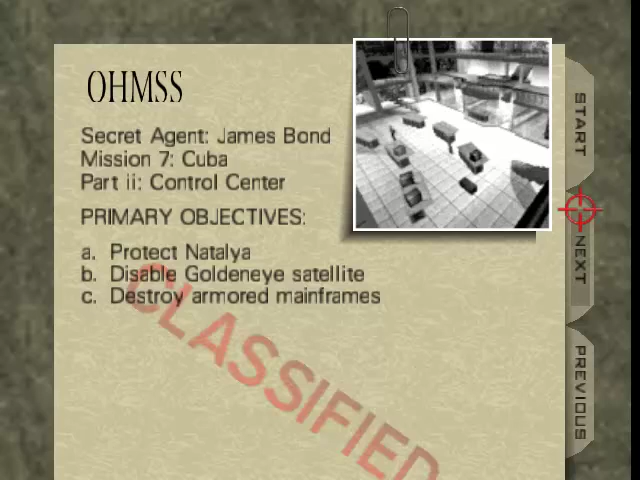 OHMSS
Secret Agent: James Bond
Mission 7: Cuba
Part ii: Control Center
PRIMARY OBJECTIVES:
a. Protect Natalya
b. Disable Goldeneye satellite
c. Destroy armored mainframes
CLASSIFIED
START
NEXT
PREVIOUS